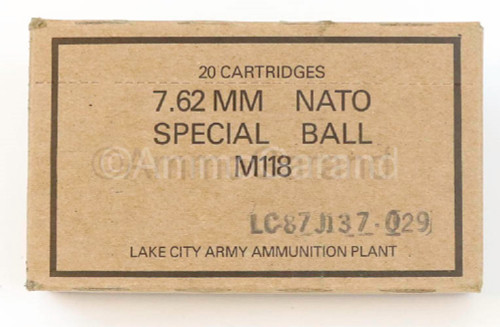 20 CARTRIDGES
7.62 MM NATO
SPECIAL BALL
©AmmoGarand
M118
LC87J137-029
LAKE CITY ARMY AMMUNITION PLANT